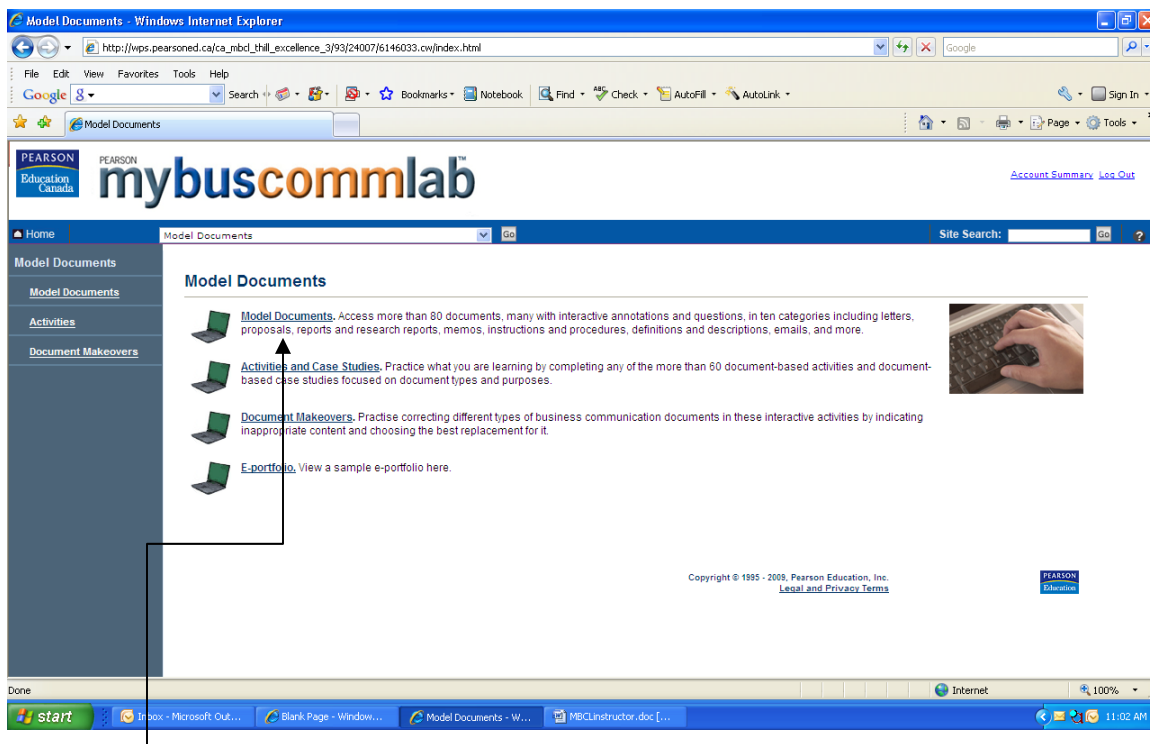 Model Documents - Windows Internet Explorer
http://wps.pearsoned.ca/ca_mbcl_thill_excellence_3/93/24007/6146033.cw/index.html
Google
File Edit View Favorites Tools Help
Google Search Bookmarks Notebook Find Check AutoFill AutoLink Sign In
Model Documents Page Tools
PEARSON
Education
Canada
PEARSON
mybuscommlab™
Account Summary Log Out
Home Model Documents Go Site Search: Go ?
Model Documents
Model Documents
Activities
Document Makeovers
Model Documents
Model Documents. Access more than 80 documents, many with interactive annotations and questions, in ten categories including letters,
proposals, reports and research reports, memos, instructions and procedures, definitions and descriptions, emails, and more.
Activities and Case Studies. Practice what you are learning by completing any of the more than 60 document-based activities and document-
based case studies focused on document types and purposes.
Document Makeovers. Practise correcting different types of business communication documents in these interactive activities by indicating
inappropriate content and choosing the best replacement for it.
E-portfolio. View a sample e-portfolio here.
Copyright © 1995 - 2009, Pearson Education, Inc.
Legal and Privacy Terms
PEARSON
Education
Done Internet 100%
start Inbox - Microsoft Out... Blank Page - Window... Model Documents - W... MBCLinstructor.doc [... 11:02 AM